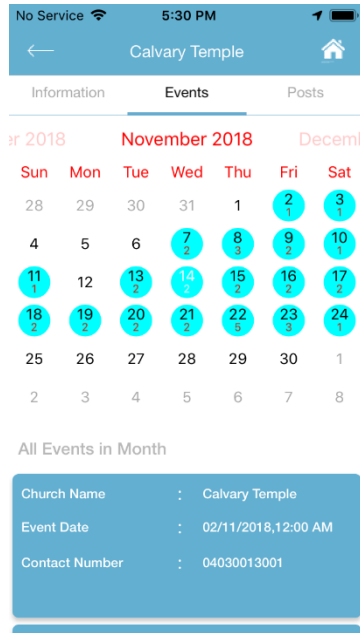 No Service 5:30 PM
Calvary Temple
Information Events Posts
er 2018 November 2018 Decemb
Sun Mon Tue Wed Thu Fri Sat
28 29 30 31 1 2 3
1 1
4 5 6 7 8 9 10
2 3 2 1
11 12 13 14 15 16 17
1 2 2 2 2 2
18 19 20 21 22 23 24
2 2 2 2 5 3 1
25 26 27 28 29 30 1
2 3 4 5 6 7 8
All Events in Month
Church Name : Calvary Temple
Event Date : 02/11/2018,12:00 AM
Contact Number : 04030013001